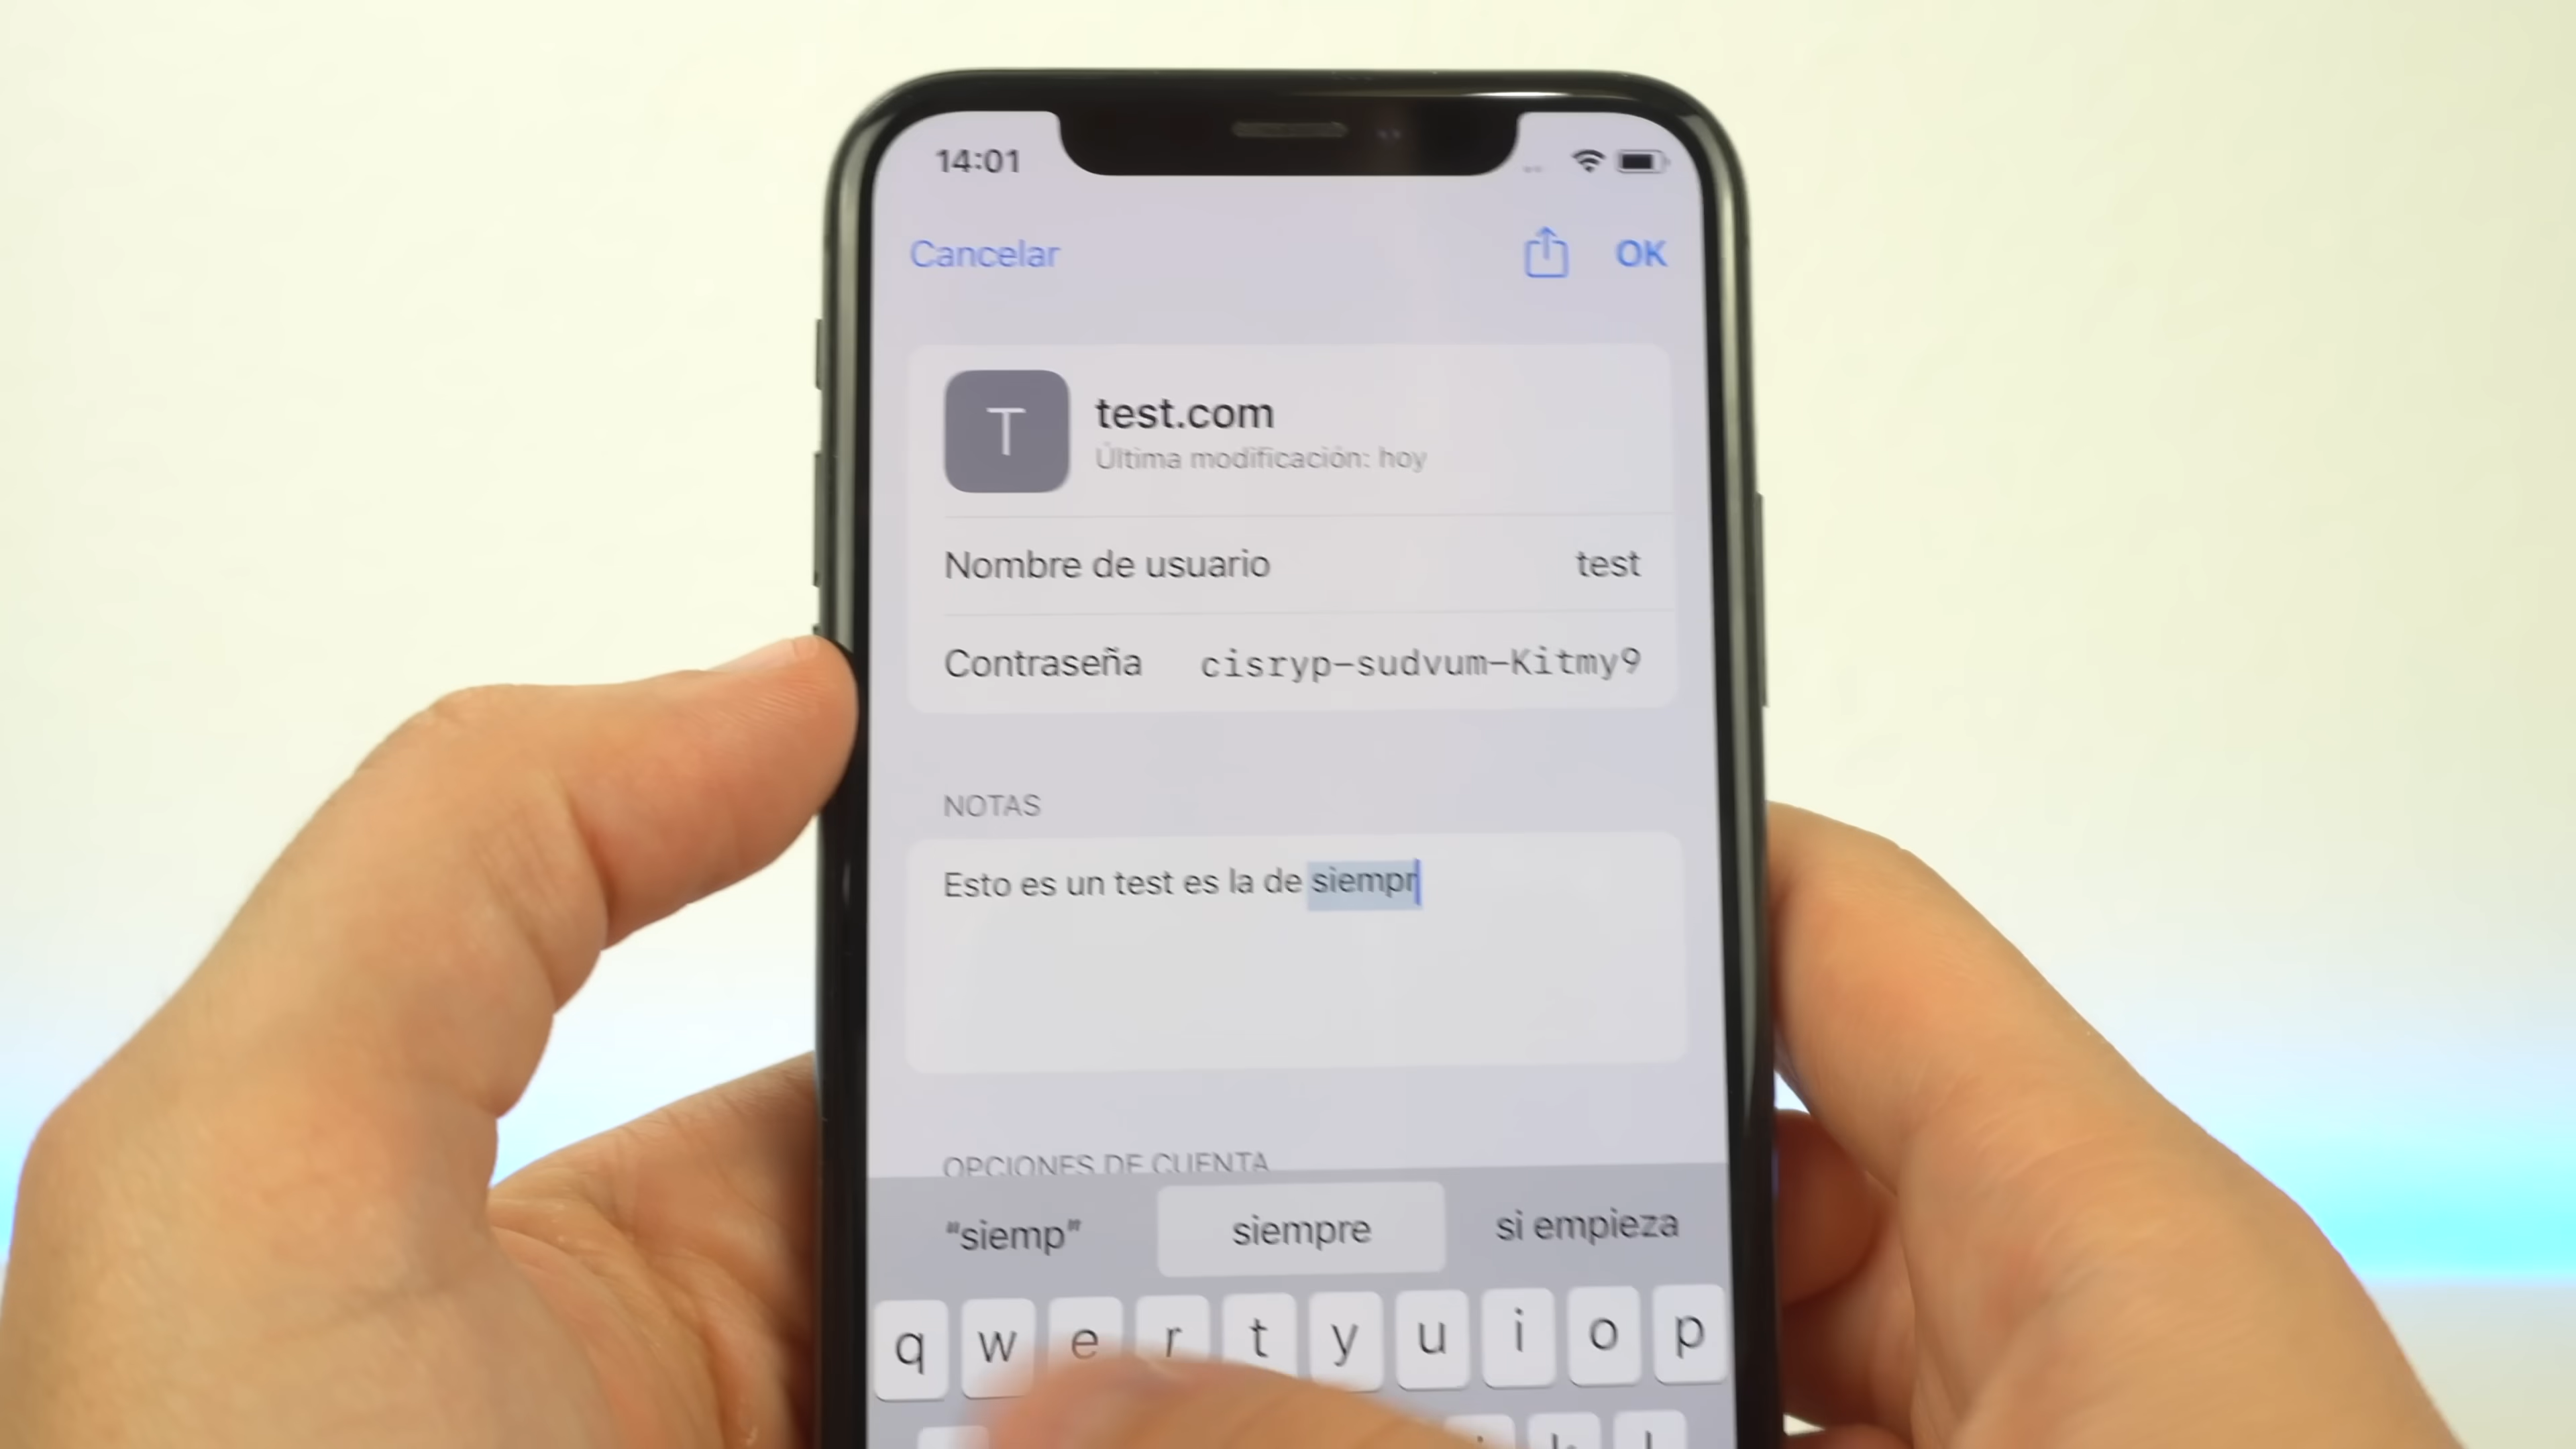 14:01
Cancelar
OK
T
test.com
Última modificación: hoy
Nombre de usuario test
Contraseña cisryp-sudvum-Kitmy9
NOTAS
Esto es un test es la de siempr
OPCIONES DE CUENTA
"siemp" siempre si empieza
q w e r t y u i o p